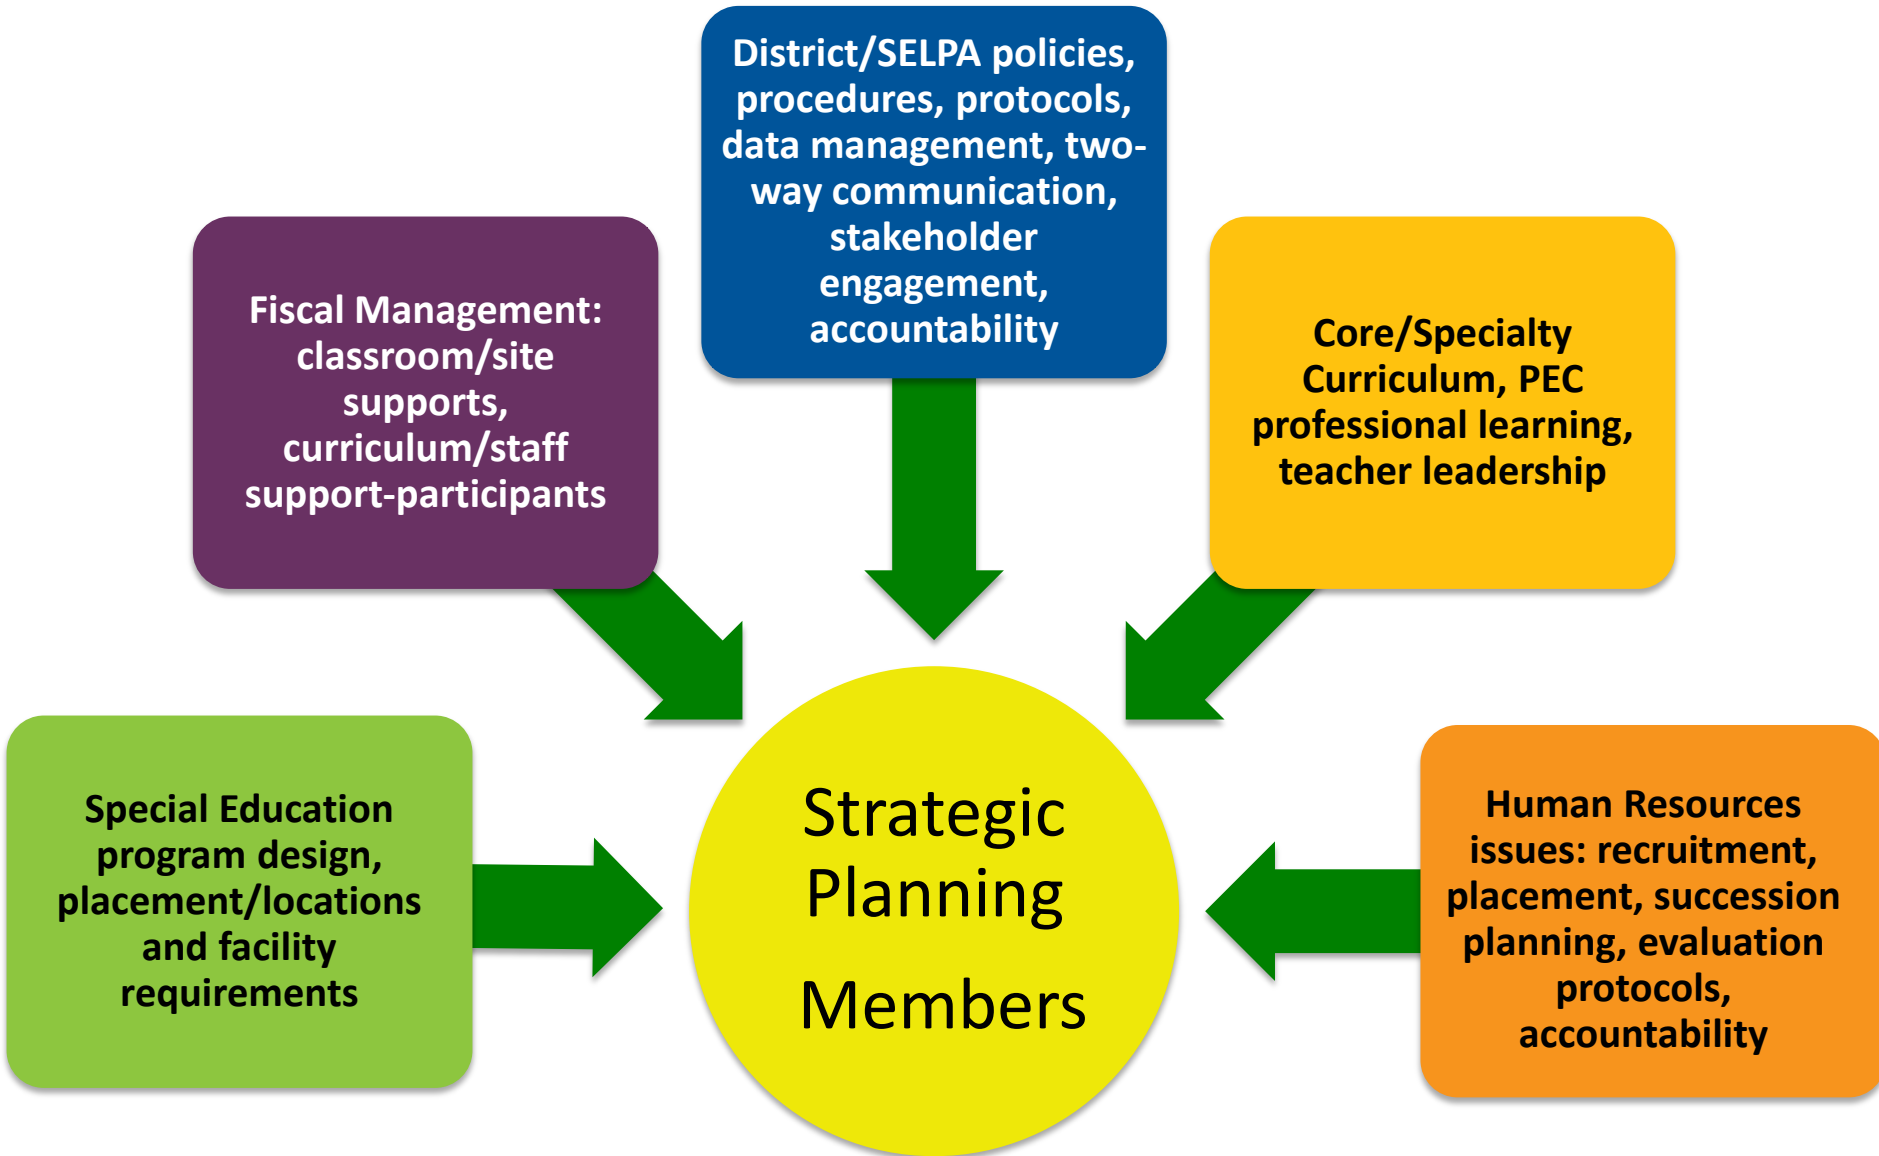 District/SELPA policies,
procedures, protocols,
data management, two-
way communication,
stakeholder
engagement,
accountability
Fiscal Management:
classroom/site
supports,
curriculum/staff
support-participants
Core/Specialty
Curriculum, PEC
professional learning,
teacher leadership
Special Education
program design,
placement/locations
and facility
requirements
Strategic
Planning
Members
Human Resources
issues: recruitment,
placement, succession
planning, evaluation
protocols,
accountability